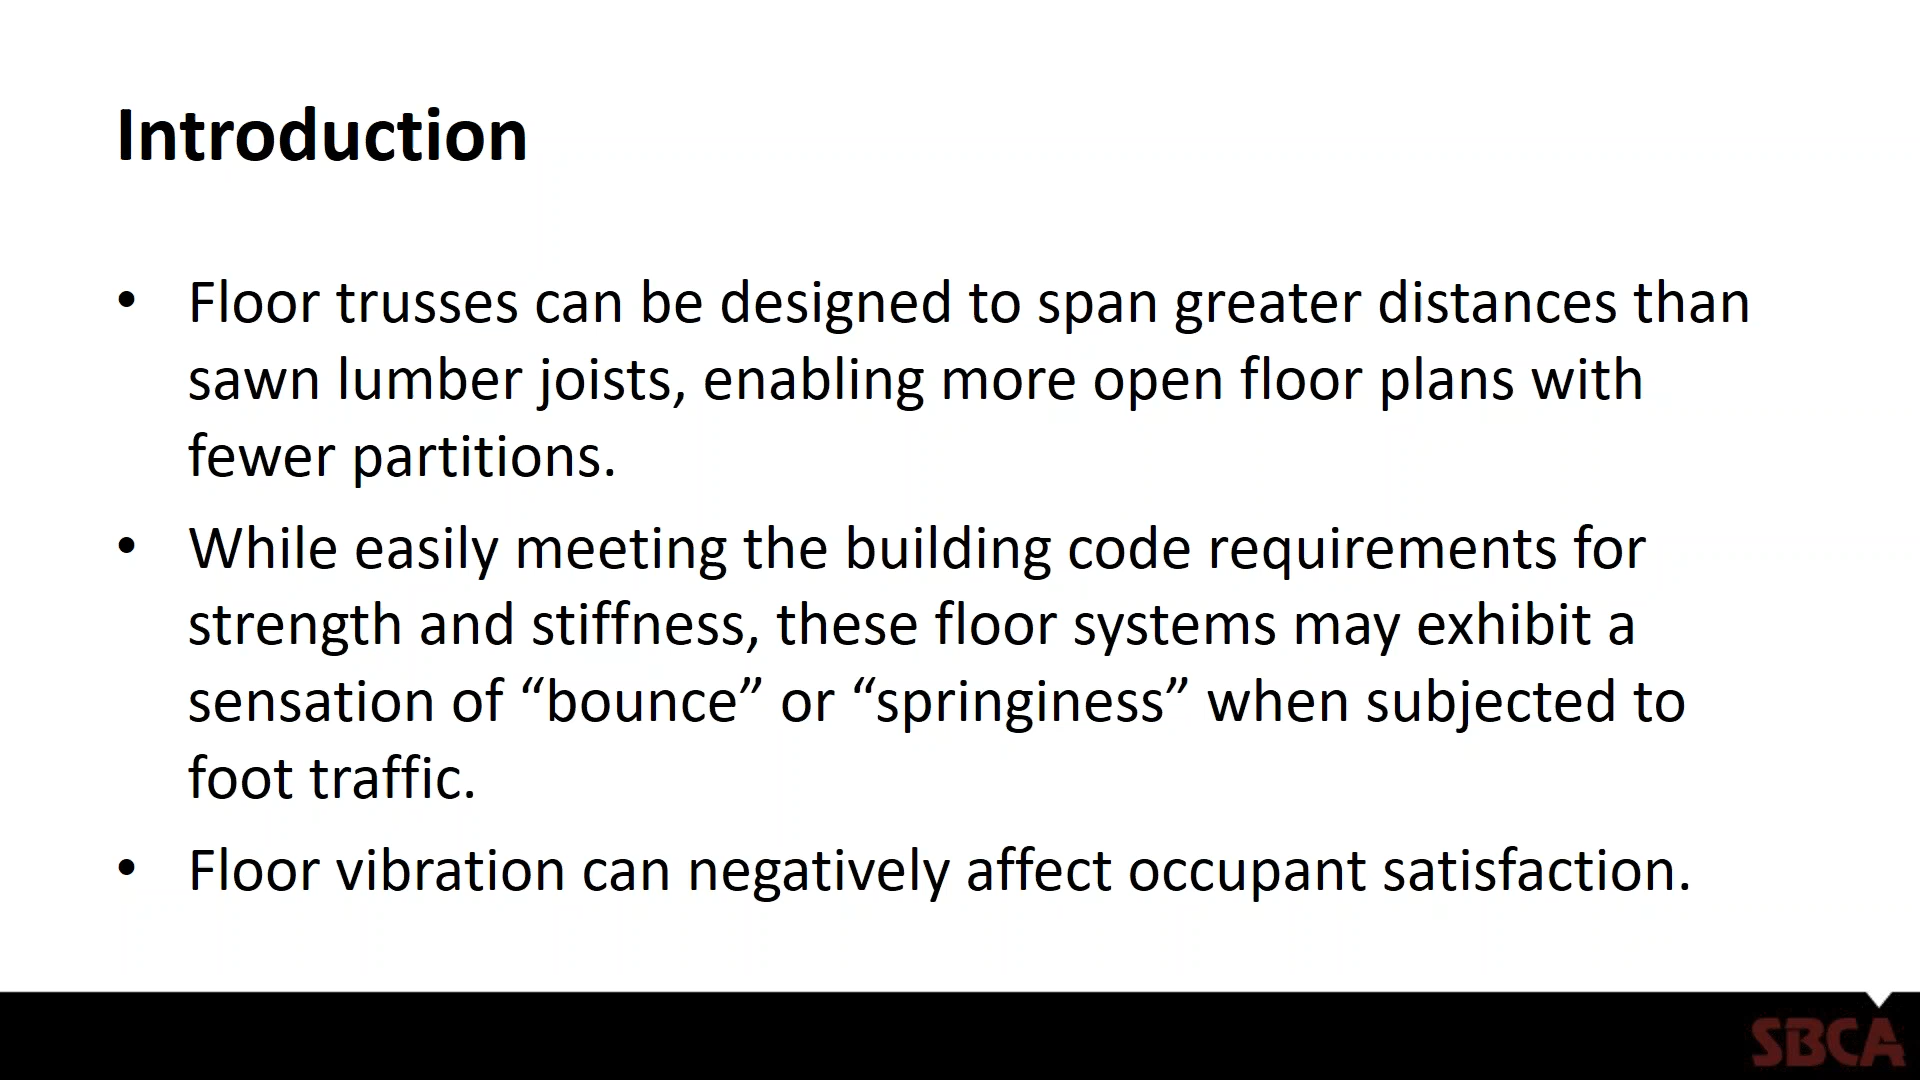 Introduction
• Floor trusses can be designed to span greater distances than
sawn lumber joists, enabling more open floor plans with
fewer partitions.
• While easily meeting the building code requirements for
strength and stiffness, these floor systems may exhibit a
sensation of “bounce” or “springiness” when subjected to
foot traffic.
• Floor vibration can negatively affect occupant satisfaction.
SBCA